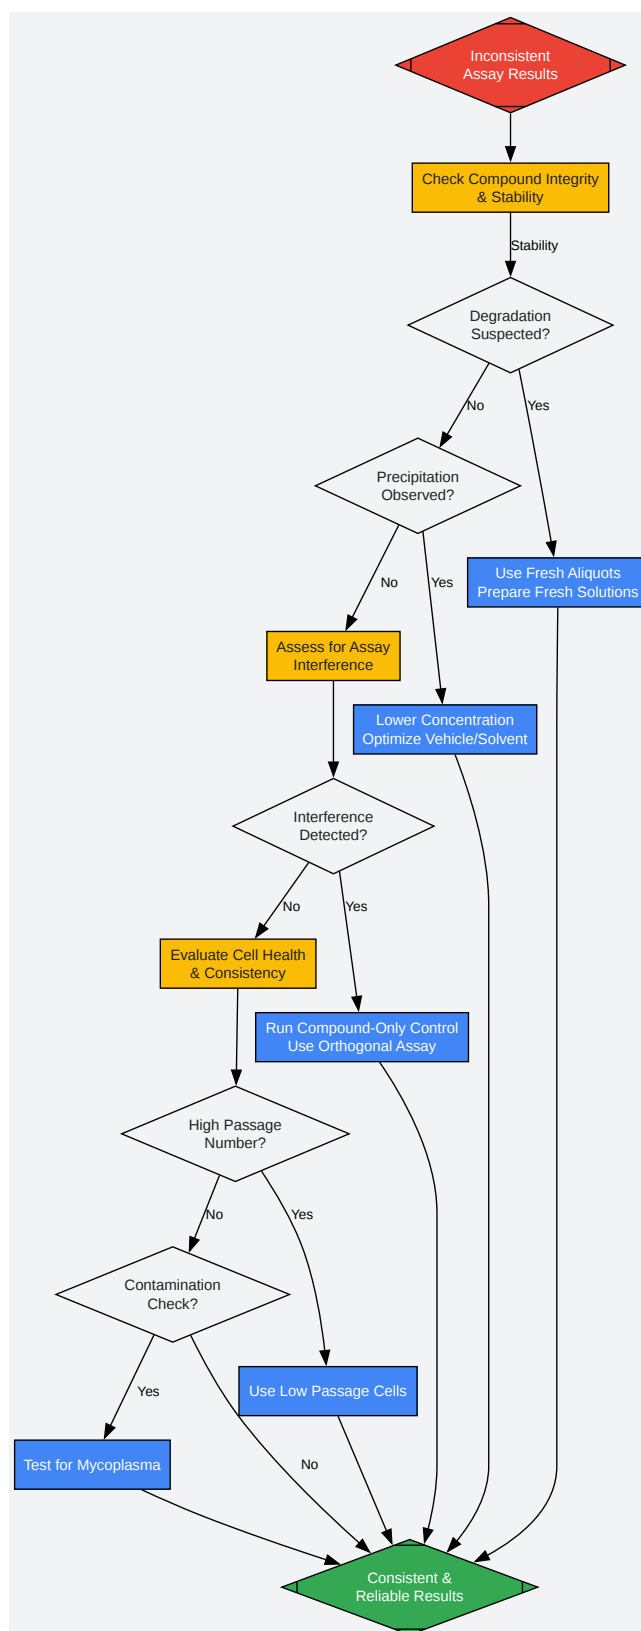 Inconsistent
Assay Results
Check Compound Integrity
& Stability
Stability
Degradation
Suspected?
No
Yes
Precipitation
Observed?
No
Yes
Use Fresh Aliquots
Prepare Fresh Solutions
Assess for Assay
Interference
Lower Concentration
Optimize Vehicle/Solvent
Interference
Detected?
No
Yes
Evaluate Cell Health
& Consistency
Run Compound-Only Control
Use Orthogonal Assay
High Passage
Number?
No
Yes
Contamination
Check?
Yes
Use Low Passage Cells
No
Test for Mycoplasma
Consistent &
Reliable Results